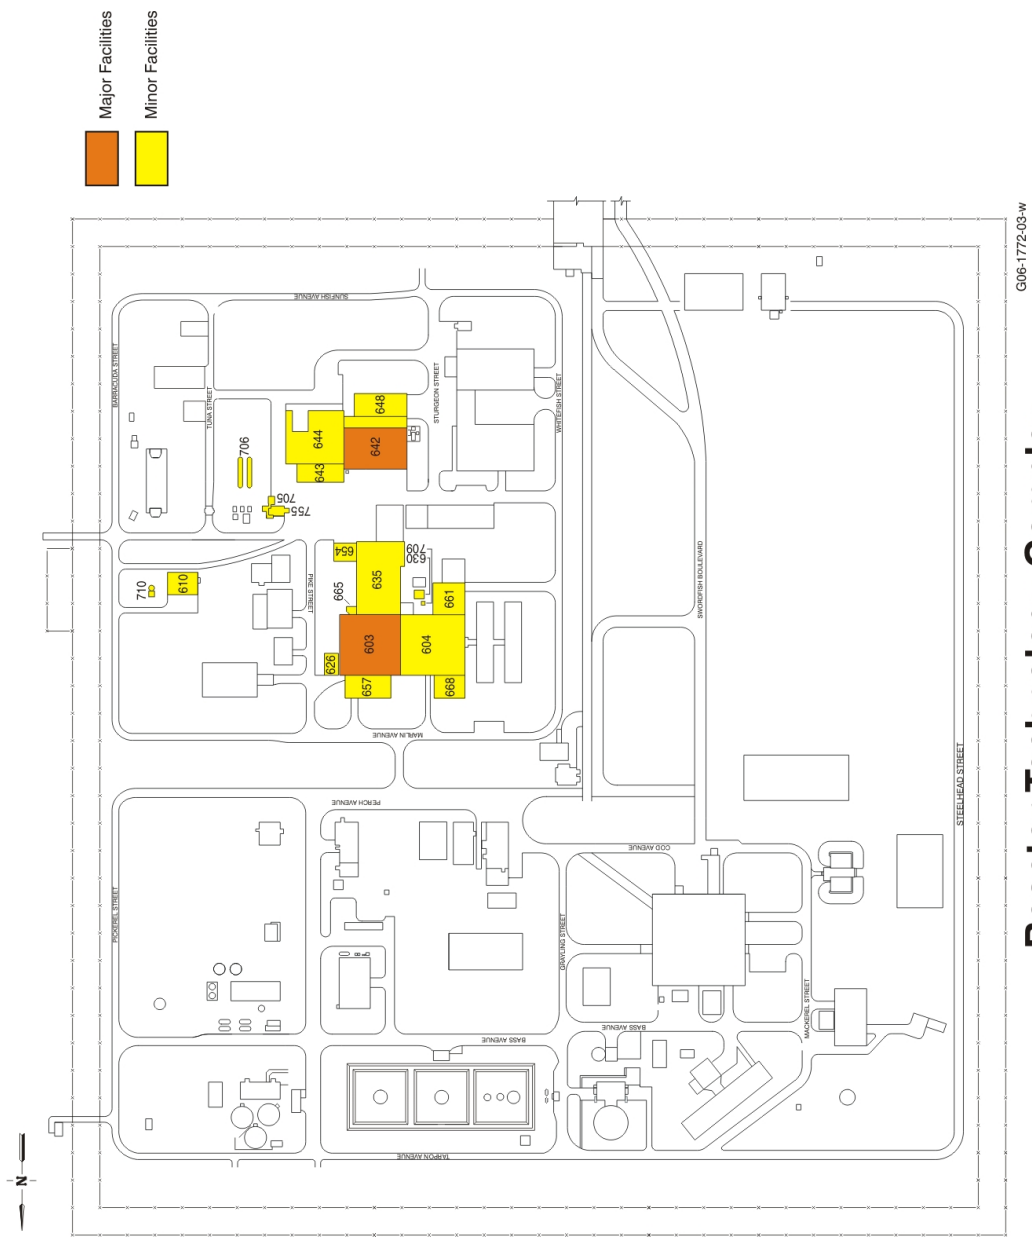 Major Facilities
Minor Facilities
G06-1772-03-w
SUNFISH AVENUE
BARRACUDA STREET
TUNA STREET
STURGEON STREET
WHITEFISH STREET
706
644
648
642
643
705
755
654
709
630
635
665
661
710
610
PIKE STREET
603
604
626
657
668
SWORDFISH BOULEVARD
MARLIN AVENUE
PERCH AVENUE
COD AVENUE
STEELHEAD STREET
PICKEREL STREET
GRAYLING STREET
MACKEREL STREET
BASS AVENUE
BASS AVENUE
TARPON AVENUE
N